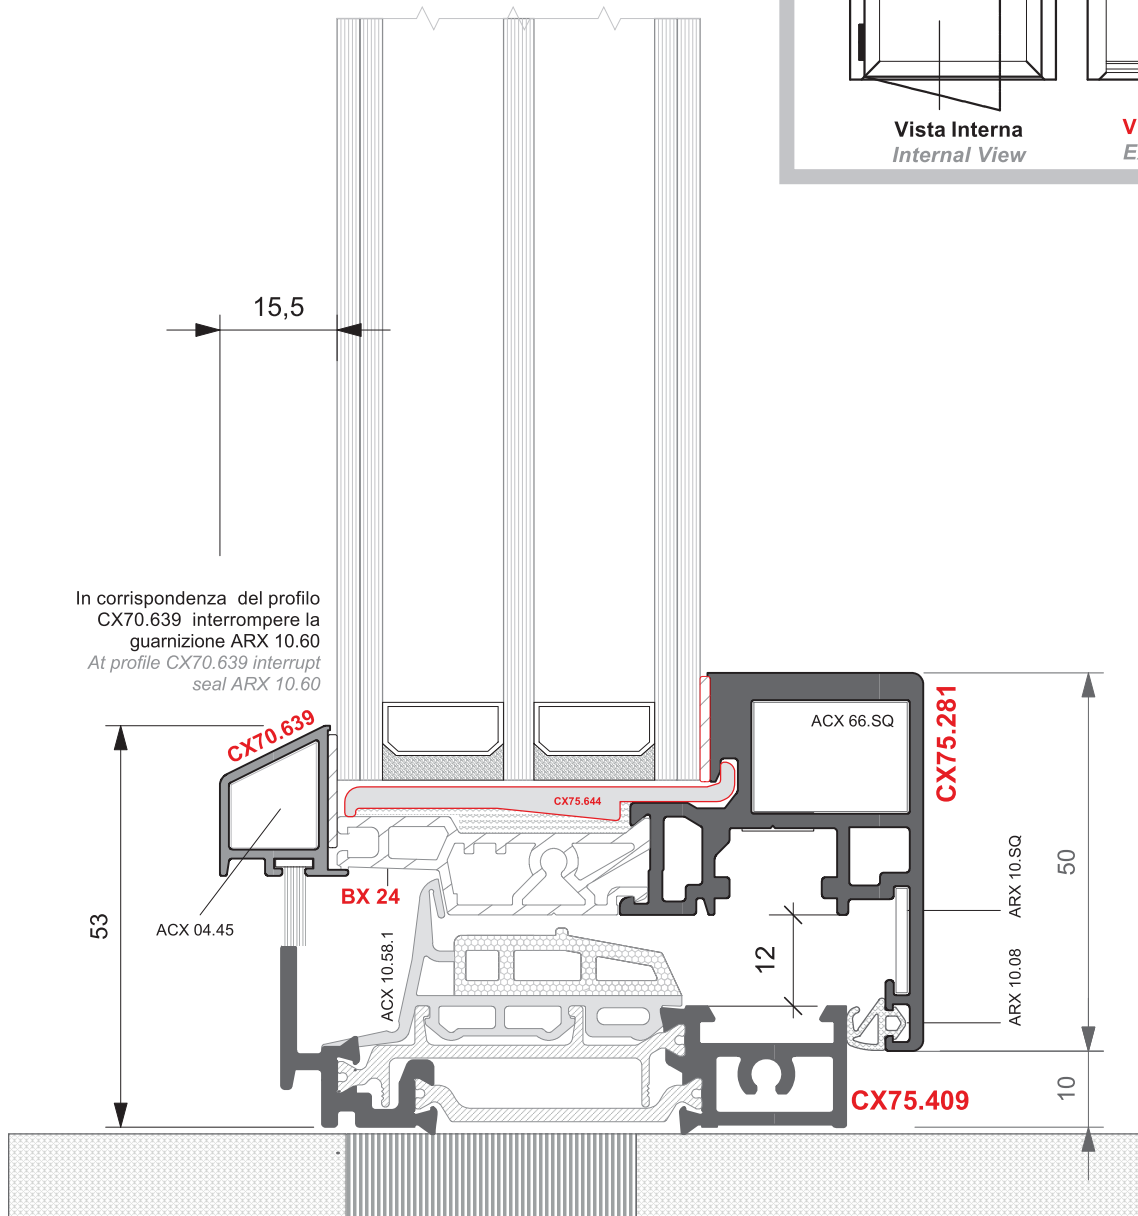 Vista Interna
Internal View
V
E
15,5
In corrispondenza del profilo
CX70.639 interrompere la
guarnizione ARX 10.60
At profile CX70.639 interrupt
seal ARX 10.60
CX70.639
ACX 66.SQ
CX75.281
CX75.644
BX 24
ACX 04.45
53
ACX 10.58.1
12
ARX 10.SQ
50
ARX 10.08
CX75.409
10